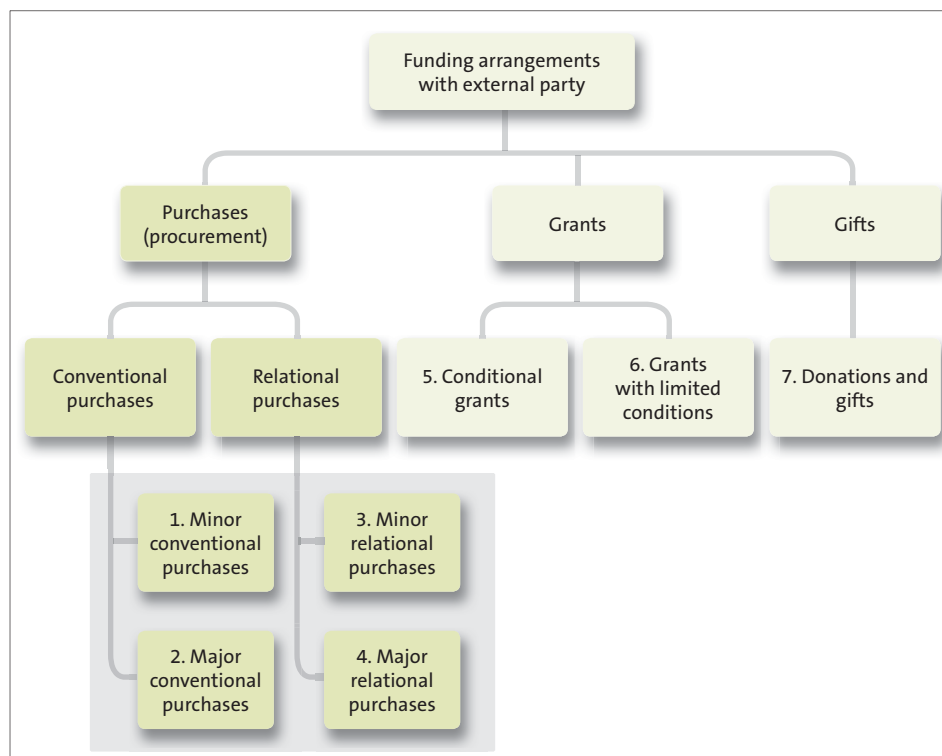 Funding arrangements
with external party
Purchases
(procurement)
Grants
Gifts
Conventional
purchases
Relational
purchases
5. Conditional
grants
6. Grants
with limited
conditions
7. Donations and
gifts
1. Minor
conventional
purchases
3. Minor
relational
purchases
2. Major
conventional
purchases
4. Major
relational
purchases